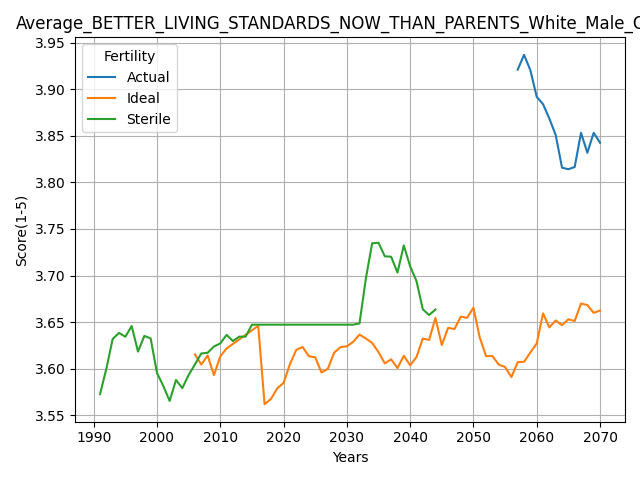 Average_BETTER_LIVING_STANDARDS_NOW_THAN_PARENTS_White_Male_
Fertility
Actual
Ideal
Sterile
Score(1-5)
3.95
3.90
3.85
3.80
3.75
3.70
3.65
3.60
3.55
1990 2000 2010 2020 2030 2040 2050 2060 2070
Years